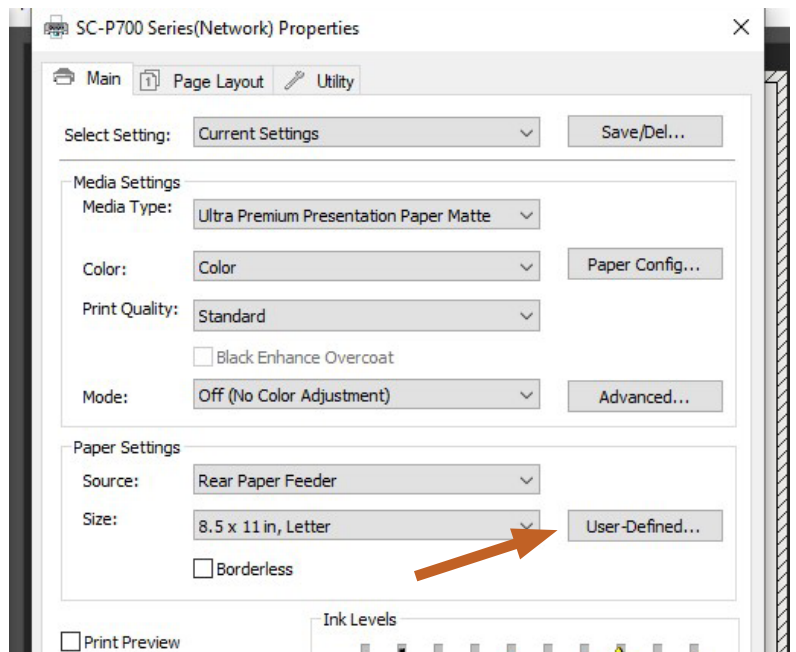 SC-P700 Series(Network) Properties
Main
Page Layout
Utility
Select Setting:
Current Settings
Save/Del...
Media Settings
Media Type:
Ultra Premium Presentation Paper Matte
Color:
Color
Paper Config...
Print Quality:
Standard
Black Enhance Overcoat
Mode:
Off (No Color Adjustment)
Advanced...
Paper Settings
Source:
Rear Paper Feeder
Size:
8.5 x 11 in, Letter
User-Defined...
Borderless
Ink Levels
Print Preview